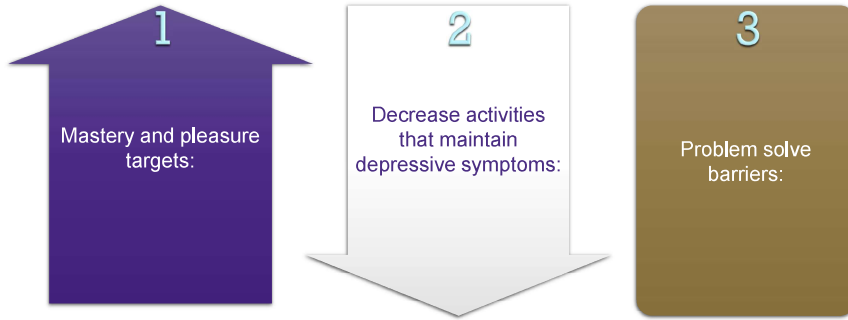 1
Mastery and pleasure
targets:
2
Decrease activities
that maintain
depressive symptoms:
3
Problem solve
barriers: